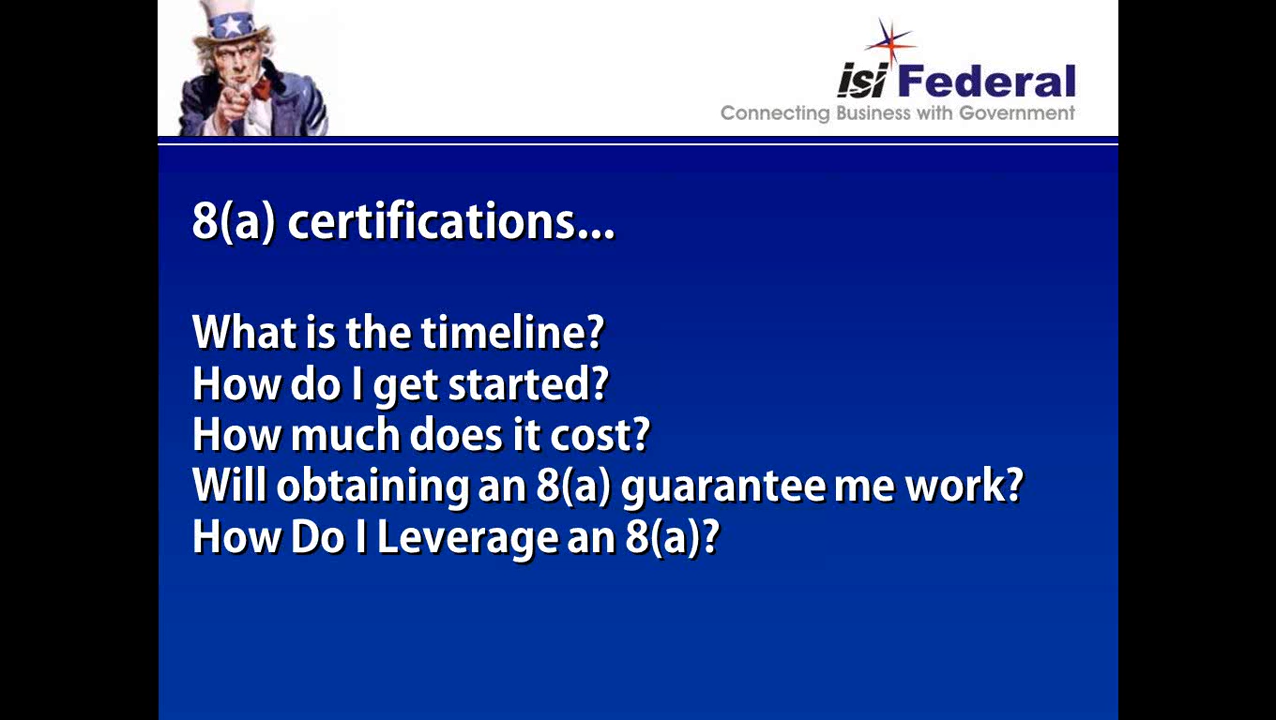 isi Federal
Connecting Business with Government
8(a) certifications...
What is the timeline?
How do I get started?
How much does it cost?
Will obtaining an 8(a) guarantee me work?
How Do I Leverage an 8(a)?